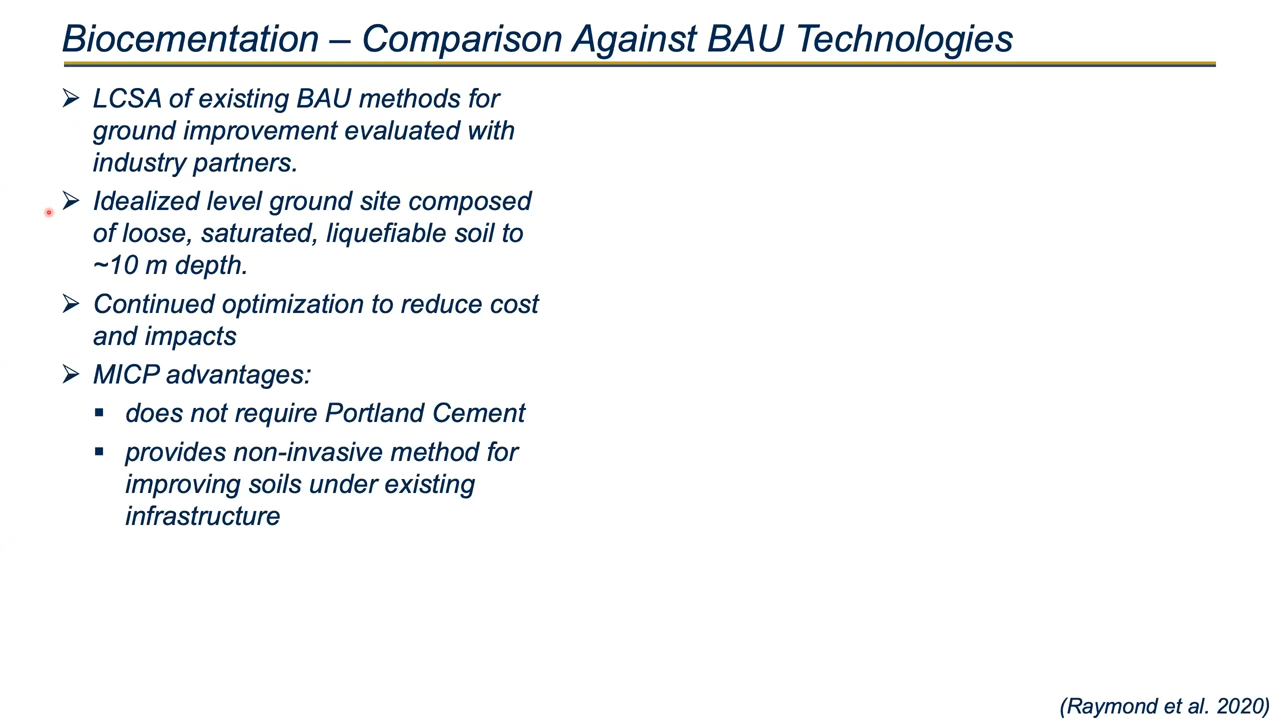 Biocementation – Comparison Against BAU Technologies
➢ LCSA of existing BAU methods for
ground improvement evaluated with
industry partners.
➢ Idealized level ground site composed
of loose, saturated, liquefiable soil to
~10 m depth.
➢ Continued optimization to reduce cost
and impacts
➢ MICP advantages:
▪ does not require Portland Cement
▪ provides non-invasive method for
improving soils under existing
infrastructure
(Raymond et al. 2020)